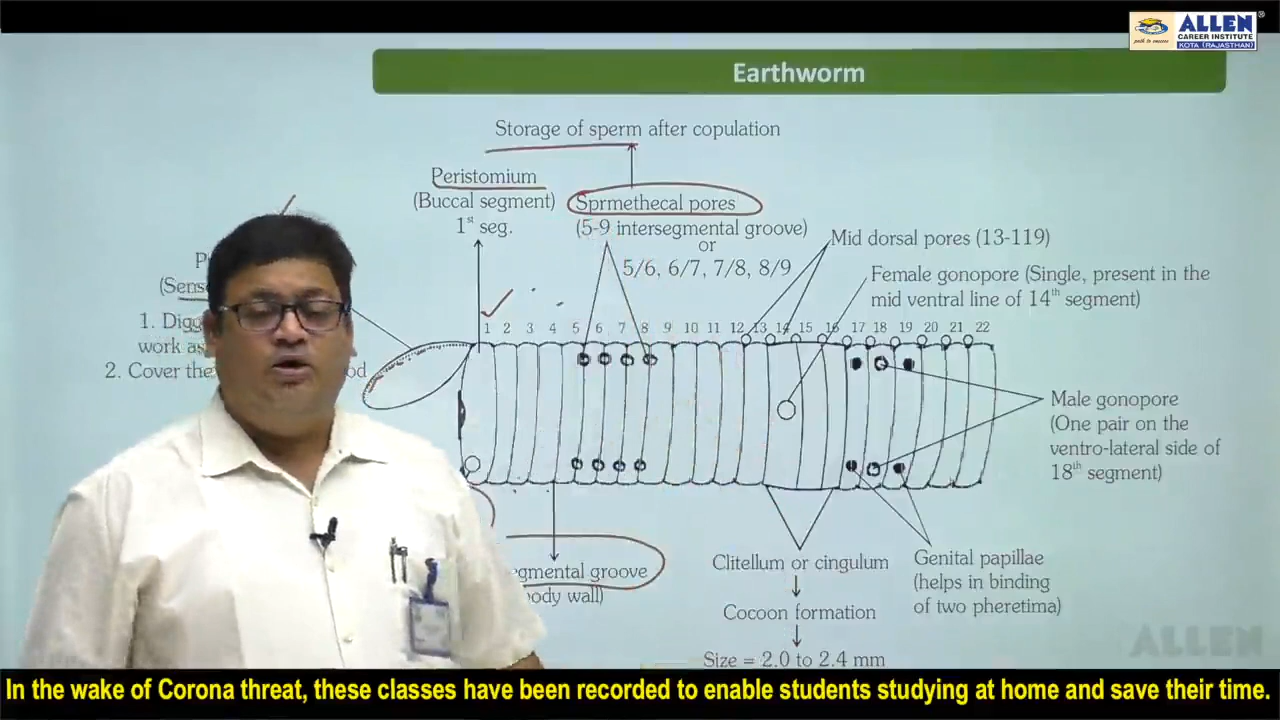 ALLEN
CAREER INSTITUTE
KOTA (RAJASTHAN)
path to success
Earthworm
Storage of sperm after copulation
Peristomium
(Buccal segment)
1st seg.
Sprmethecal pores
(5-9 intersegmental groove)
or
5/6, 6/7, 7/8, 8/9
Mid dorsal pores (13-119)
Female gonopore (Single, present in the
mid ventral line of 14th segment)
1.
work as
2. Cover the
1 2 3 4 5 6 7 8 9 10 11 12 13 14 15 16 17 18 19 20 21 22
Male gonopore
(One pair on the
ventro-lateral side of
18th segment)
groove
wall)
Clitellum or cingulum
Cocoon formation
Size = 2.0 to 2.4 mm
Genital papillae
(helps in binding
of two pheretima)
ALLEN
In the wake of Corona threat, these classes have been recorded to enable students studying at home and save their time.